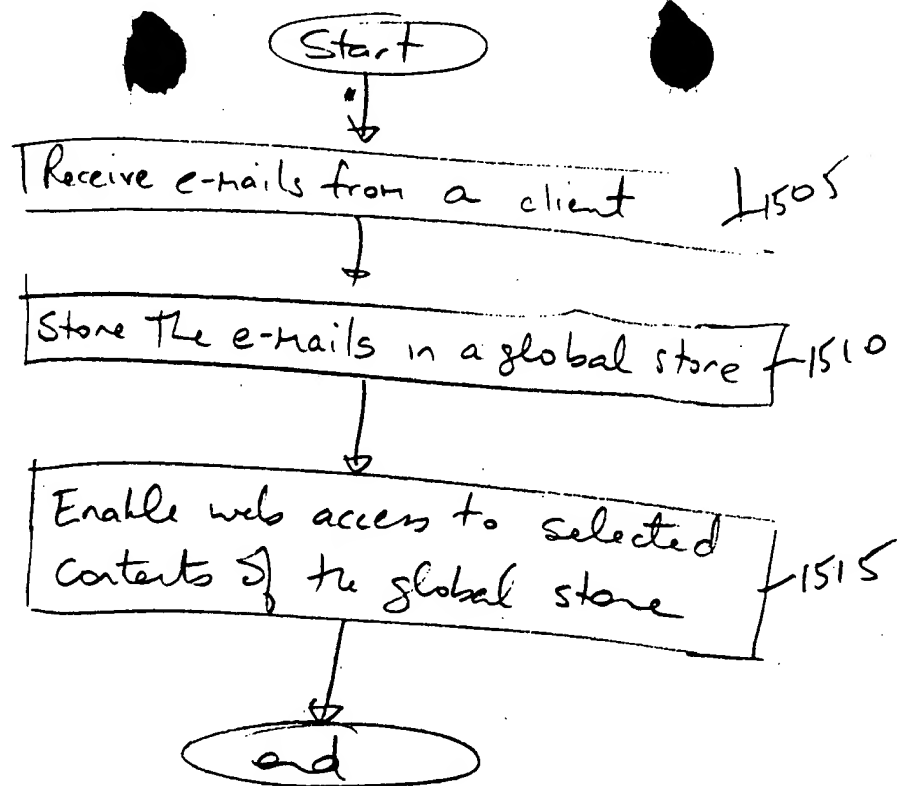 Start
Receive e-mails from a client 1505
Store the e-mails in a global store 1510
Enable web access to selected
contents of the global store 1515
end